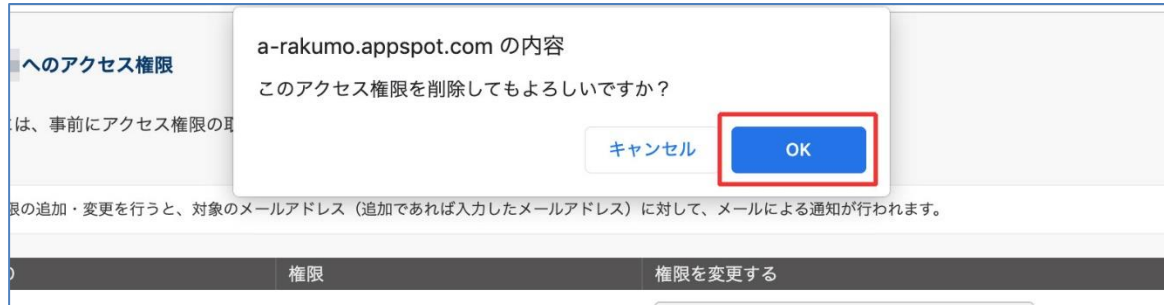 a-rakumo.appspot.com の内容
へのアクセス権限
このアクセス権限を削除してもよろしいですか？
は、事前にアクセス権限の
キャンセル
OK
限の追加・変更を行うと、対象のメールアドレス（追加であれば入力したメールアドレス）に対して、メールによる通知が行われます。
権限
権限を変更する